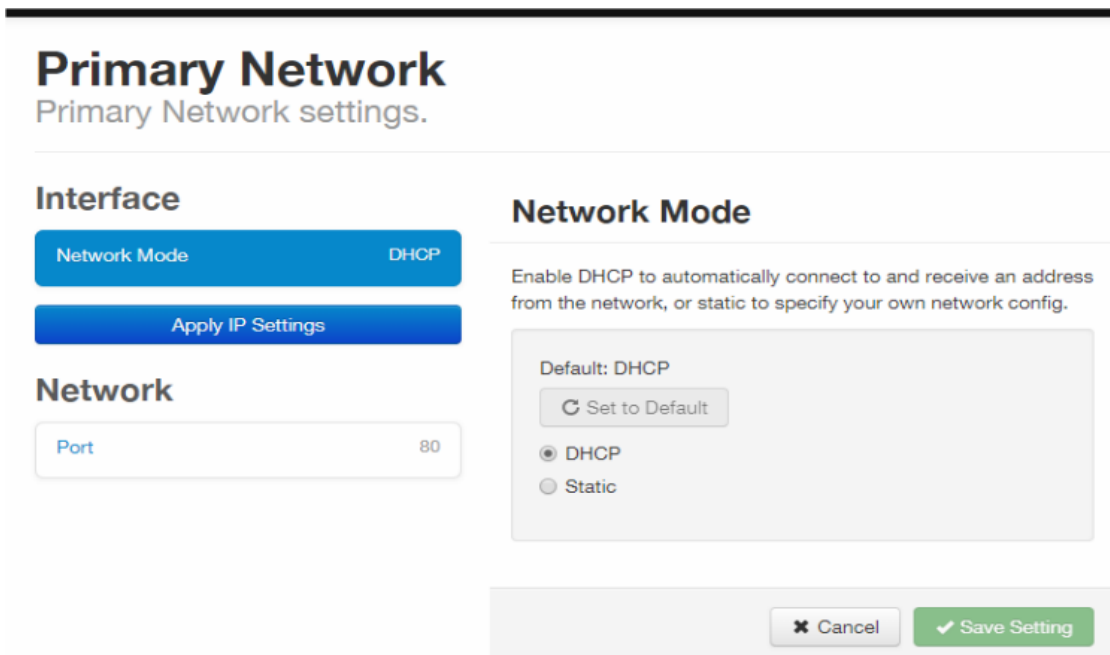 Primary Network
Primary Network settings.
Interface
Network Mode DHCP
Apply IP Settings
Network
Port 80
Network Mode
Enable DHCP to automatically connect to and receive an address
from the network, or static to specify your own network config.
Default: DHCP
Set to Default
DHCP
Static
Cancel
Save Setting